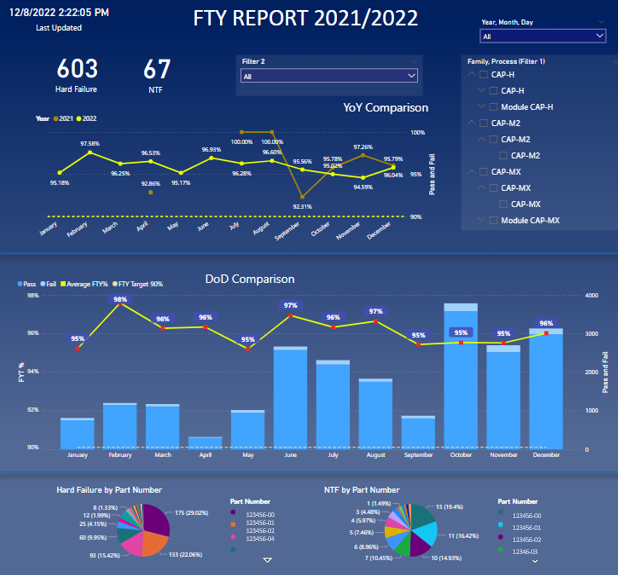 12/8/2022 2:22:05 PM
Last Updated
FTY REPORT 2021/2022
Year, Month, Day
All
603
Hard Failure
67
NTF
Filter 2
All
Family, Process (Filter 1)
CAP-H
CAP-H
Module CAP-H
CAP-M2
CAP-M2
CAP-M2
CAP-MX
CAP-MX
CAP-MX
Module CAP-MX
YoY Comparison
Year 2021 2022
95.18%
97.58%
96.25%
96.53%
92.86%
95.17%
96.93%
100.00%
96.28%
100.00%
96.60%
95.56%
92.31%
95.78%
95.02%
97.26%
94.59%
95.79%
96.04%
100%
95%
90%
Pass and Fail
January
February
March
April
May
June
July
August
September
October
November
December
DoD Comparison
Pass Fail Average FTY% FTY Target 90%
98%
96%
94%
92%
90%
FYT %
95%
98%
96%
96%
95%
97%
96%
97%
95%
95%
95%
96%
4000
3000
2000
1000
0
Pass and Fail
January
February
March
April
May
June
July
August
September
October
November
December
Hard Failure by Part Number
8 (1.33%)
12 (1.99%)
25 (4.15%)
60 (9.95%)
93 (15.42%)
133 (22.06%)
175 (29.02%)
Part Number
123456-00
123456-01
123456-02
123456-04
NTF by Part Number
1 (1.49%)
3 (4.48%)
4 (5.97%)
5 (7.46%)
6 (8.96%)
7 (10.45%)
10 (14.93%)
11 (16.42%)
13 (19.4%)
Part Number
123456-00
123456-01
123456-02
12346-03